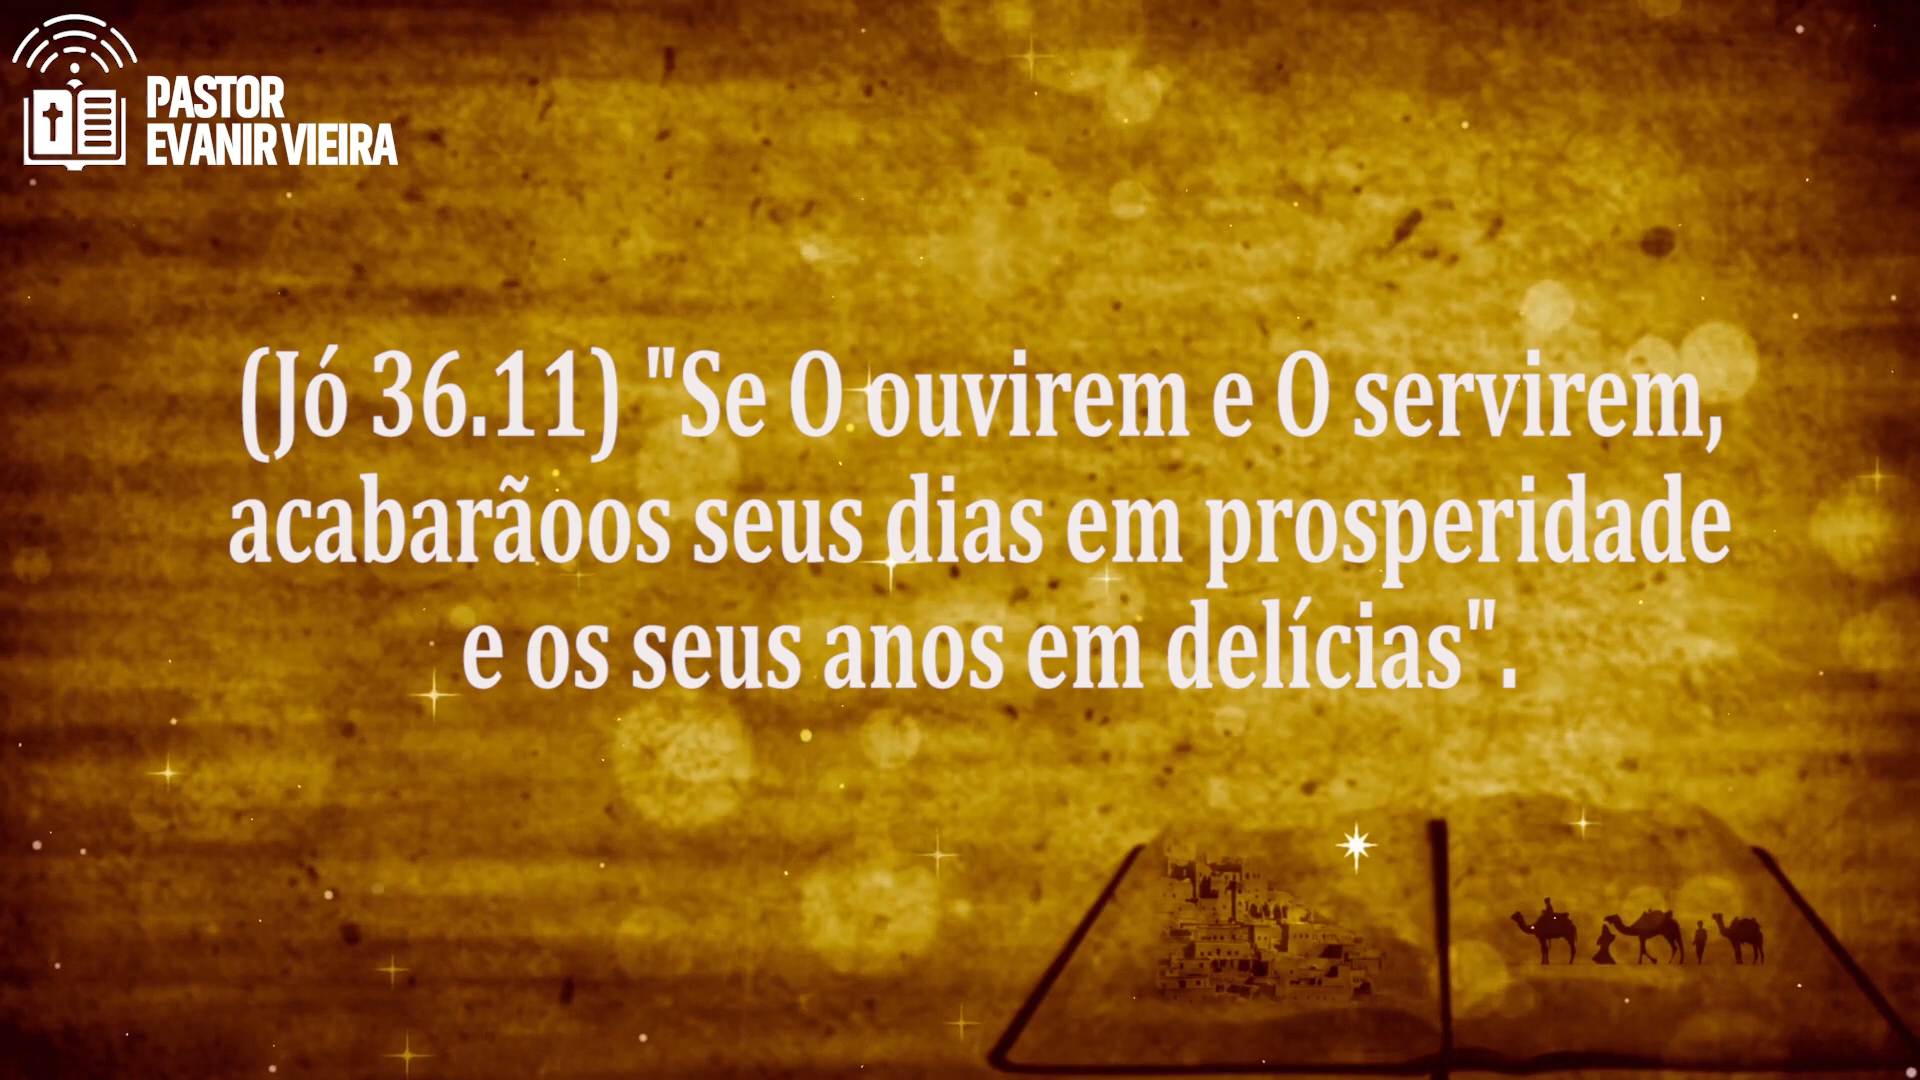 PASTOR
EVANIR VIEIRA
(Jó 36.11) "Se O ouvirem e O servirem,
acabarãoos seus dias em prosperidade
e os seus anos em delícias".